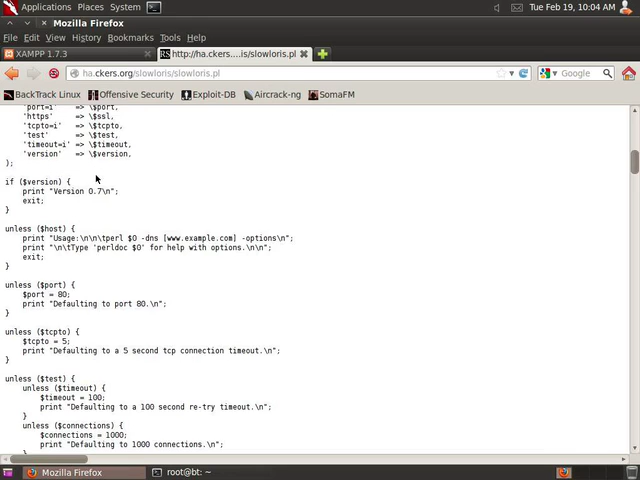 Applications Places System
Tue Feb 19, 10:04 AM
Mozilla Firefox
File Edit View History Bookmarks Tools Help
XAMPP 1.7.3
RS http://ha.ckers....is/slowloris.pl
ha.ckers.org/slowloris/slowloris.pl
Google
BackTrack Linux Offensive Security Exploit-DB Aircrack-ng SomaFM
'port=i' => \$port,
'https' => \$ssl,
'tcpto=i' => \$tcpto,
'test' => \$test,
'timeout=i' => \$timeout,
'version' => \$version,
);
if ($version) {
print "Version 0.7\n";
exit;
}
unless ($host) {
print "Usage:\n\n\tperl $0 -dns [www.example.com] -options\n";
print "\n\tType 'perldoc $0' for help with options.\n\n";
exit;
}
unless ($port) {
$port = 80;
print "Defaulting to port 80.\n";
}
unless ($tcpto) {
$tcpto = 5;
print "Defaulting to a 5 second tcp connection timeout.\n";
}
unless ($test) {
unless ($timeout) {
$timeout = 100;
print "Defaulting to a 100 second re-try timeout.\n";
}
unless ($connections) {
$connections = 1000;
print "Defaulting to 1000 connections.\n";
}
Mozilla Firefox
root@bt: ~